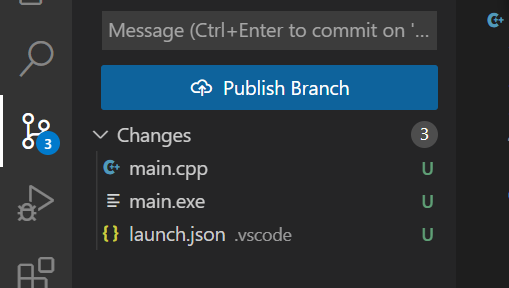 Message (Ctrl+Enter to commit on '...
Publish Branch
Changes 3
main.cpp U
main.exe U
launch.json .vscode U
3